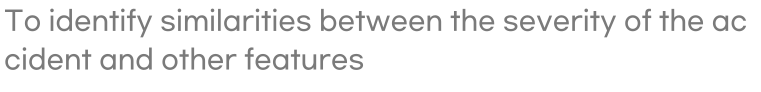 To identify similarities between the severity of the ac
cident and other features